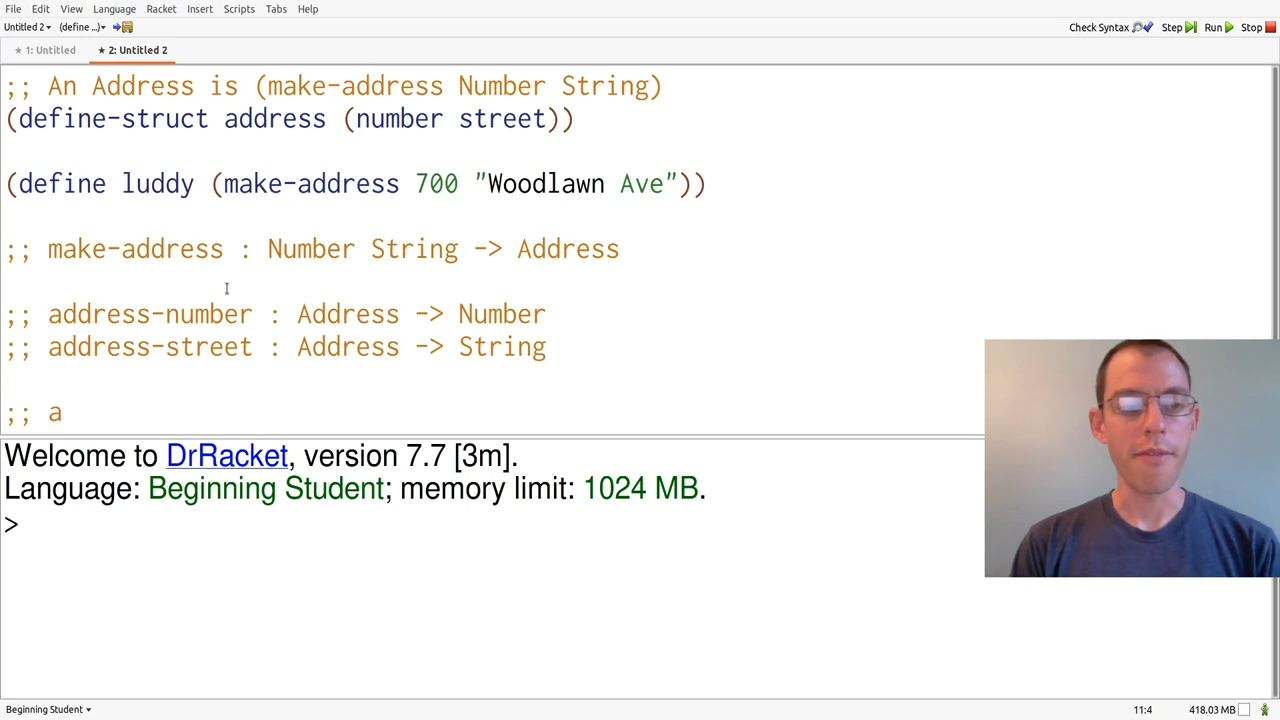 File Edit View Language Racket Insert Scripts Tabs Help
Untitled 2 (define ...) Check Syntax Step Run Stop
★ 1: Untitled ★ 2: Untitled 2
;; An Address is (make-address Number String)
(define-struct address (number street))
(define luddy (make-address 700 "Woodlawn Ave"))
;; make-address : Number String -> Address
;; address-number : Address -> Number
;; address-street : Address -> String
;; a
Welcome to DrRacket, version 7.7 [3m].
Language: Beginning Student; memory limit: 1024 MB.
>
Beginning Student 11:4 418.03 MB